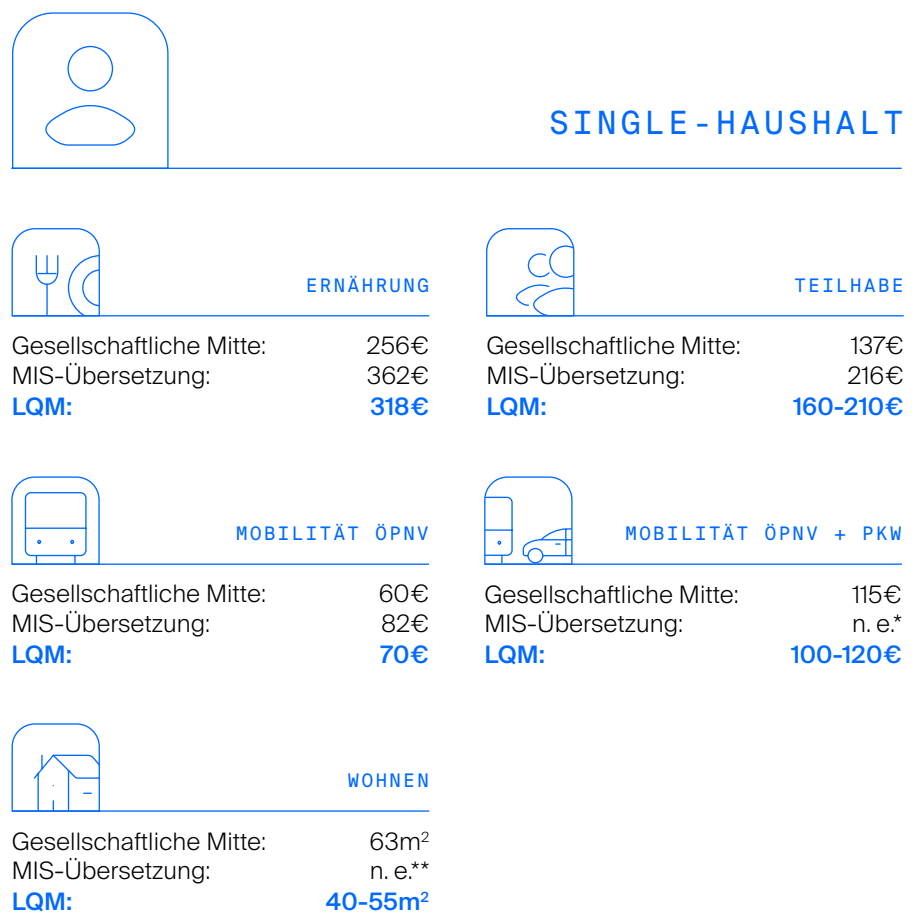 SINGLE-HAUSHALT
ERNÄHRUNG
Gesellschaftliche Mitte: 256€
MIS-Übersetzung: 362€
LQM: 318€
TEILHABE
Gesellschaftliche Mitte: 137€
MIS-Übersetzung: 216€
LQM: 160-210€
MOBILITÄT ÖPNV
Gesellschaftliche Mitte: 60€
MIS-Übersetzung: 82€
LQM: 70€
MOBILITÄT ÖPNV + PKW
Gesellschaftliche Mitte: 115€
MIS-Übersetzung: n. e.*
LQM: 100-120€
WOHNEN
Gesellschaftliche Mitte: 63m²
MIS-Übersetzung: n. e.**
LQM: 40-55m²